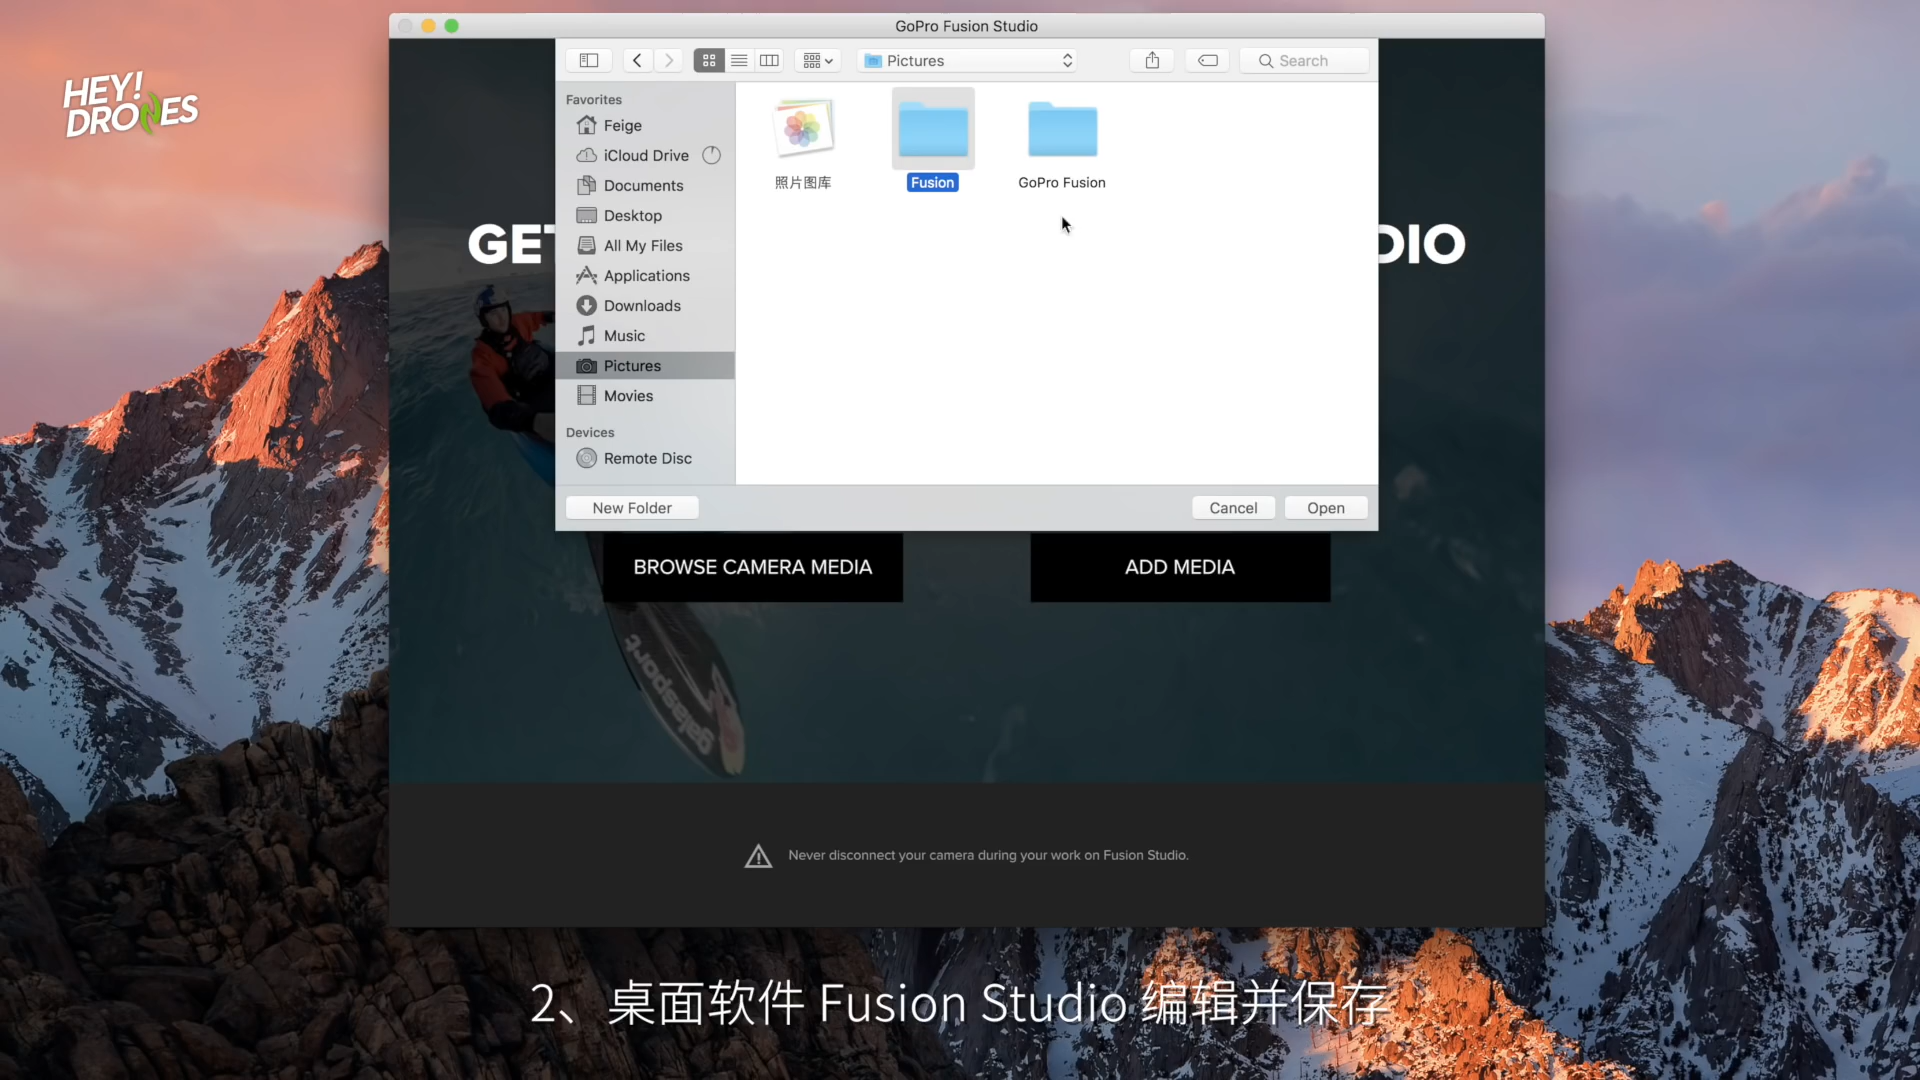 GoPro Fusion Studio
HEY!
DRONES
Pictures
Search
Favorites
Feige
iCloud Drive
Documents
Desktop
All My Files
Applications
Downloads
Music
Pictures
Movies
Devices
Remote Disc
照片图库
Fusion
GoPro Fusion
GET
DIO
New Folder
Cancel
Open
BROWSE CAMERA MEDIA
ADD MEDIA
galasport
Never disconnect your camera during your work on Fusion Studio.
2、桌面软件 Fusion Studio 编辑并保存